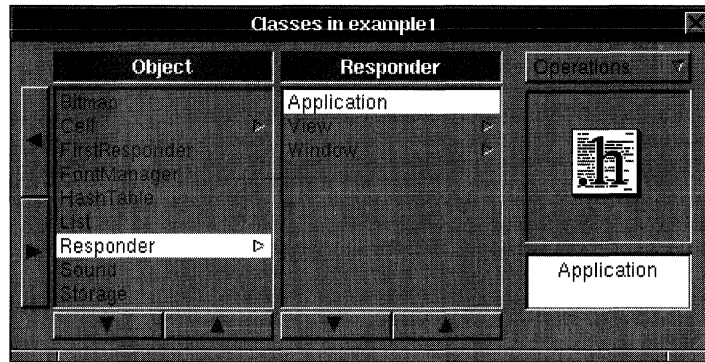 Classes in example1
Object
Responder
Operations
Bitmap
Cell
FirstResponder
FontManager
HashTable
List
Responder
Sound
Storage
Application
View
Window
.h
Application